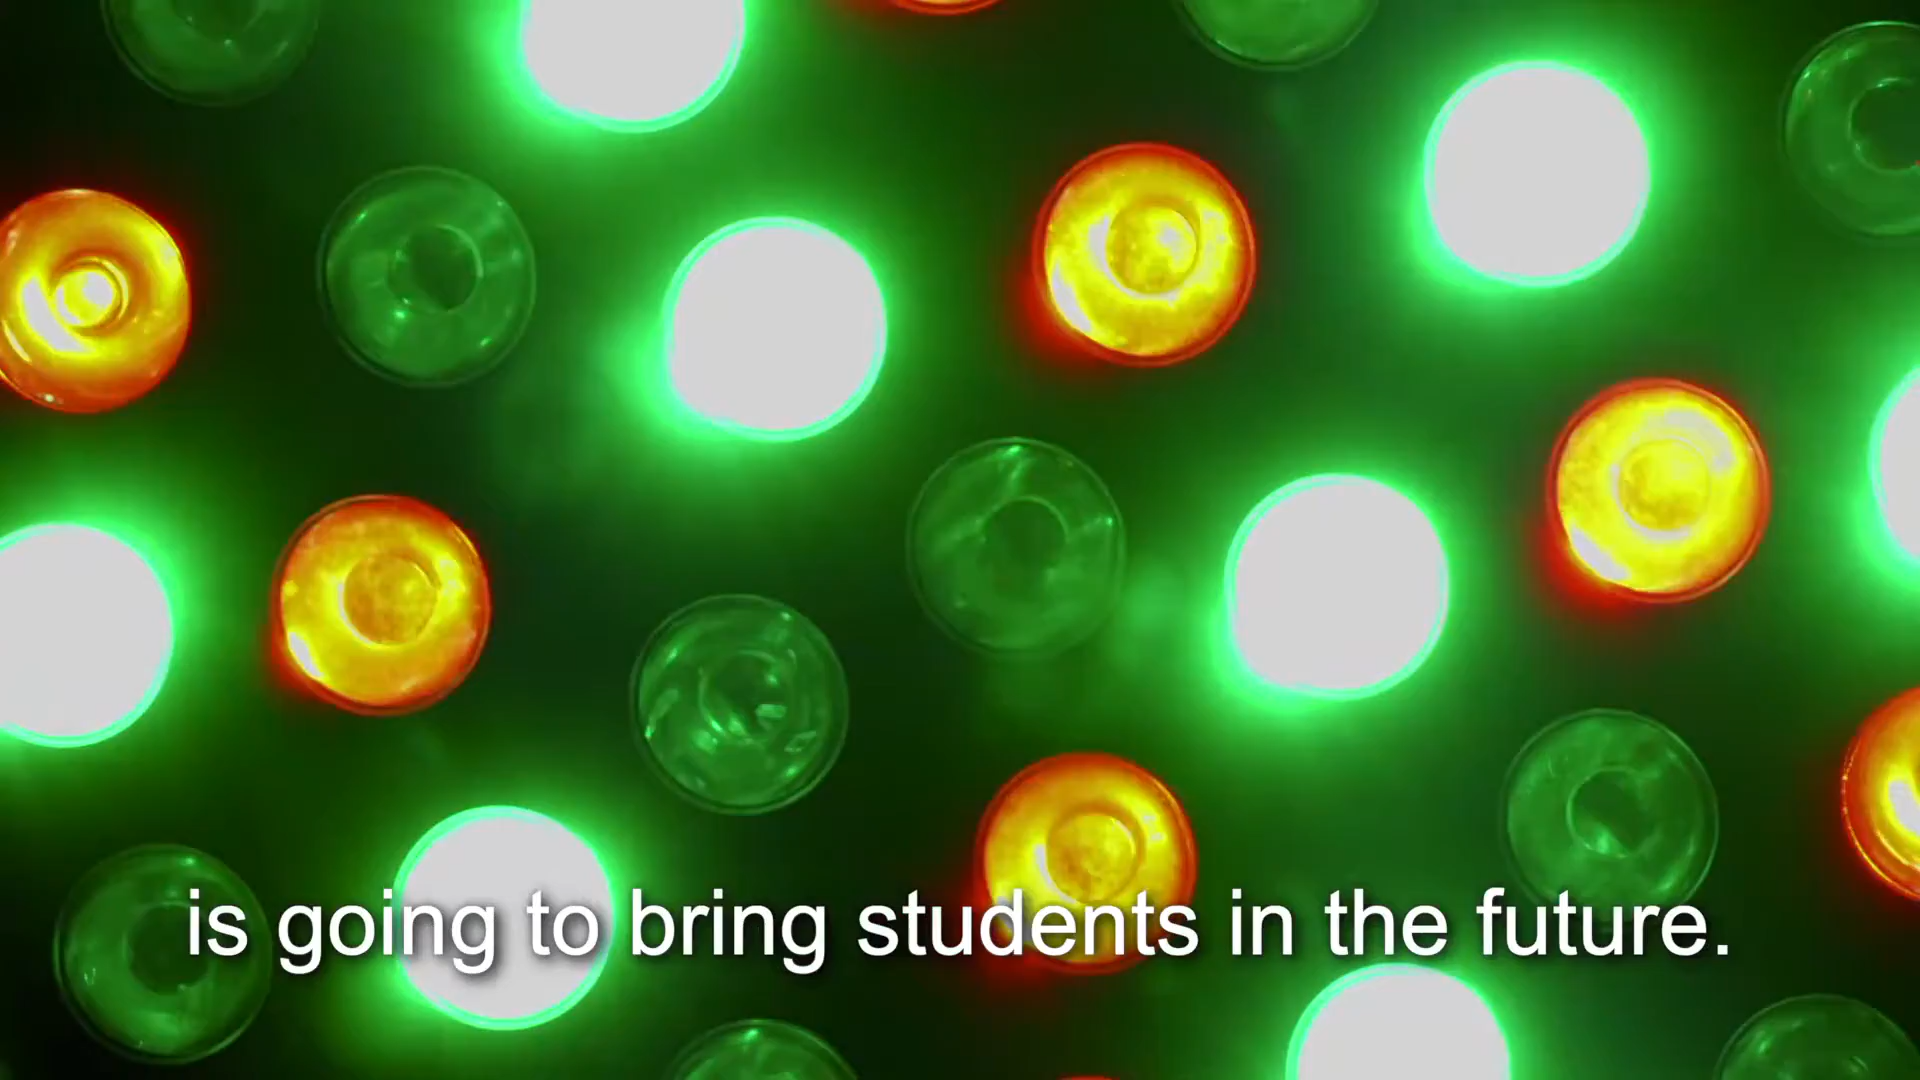 is going to bring students in the future.